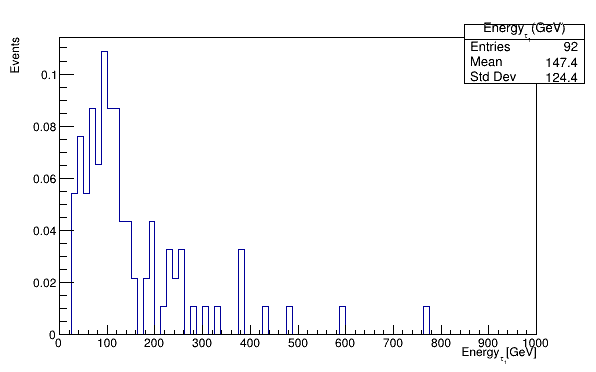 Energy_τ₁(GeV)
Entries 92
Mean 147.4
Std Dev 124.4
Events
0.1
0.08
0.06
0.04
0.02
0
0 100 200 300 400 500 600 700 800 900 1000
Energy_τ₁[GeV]